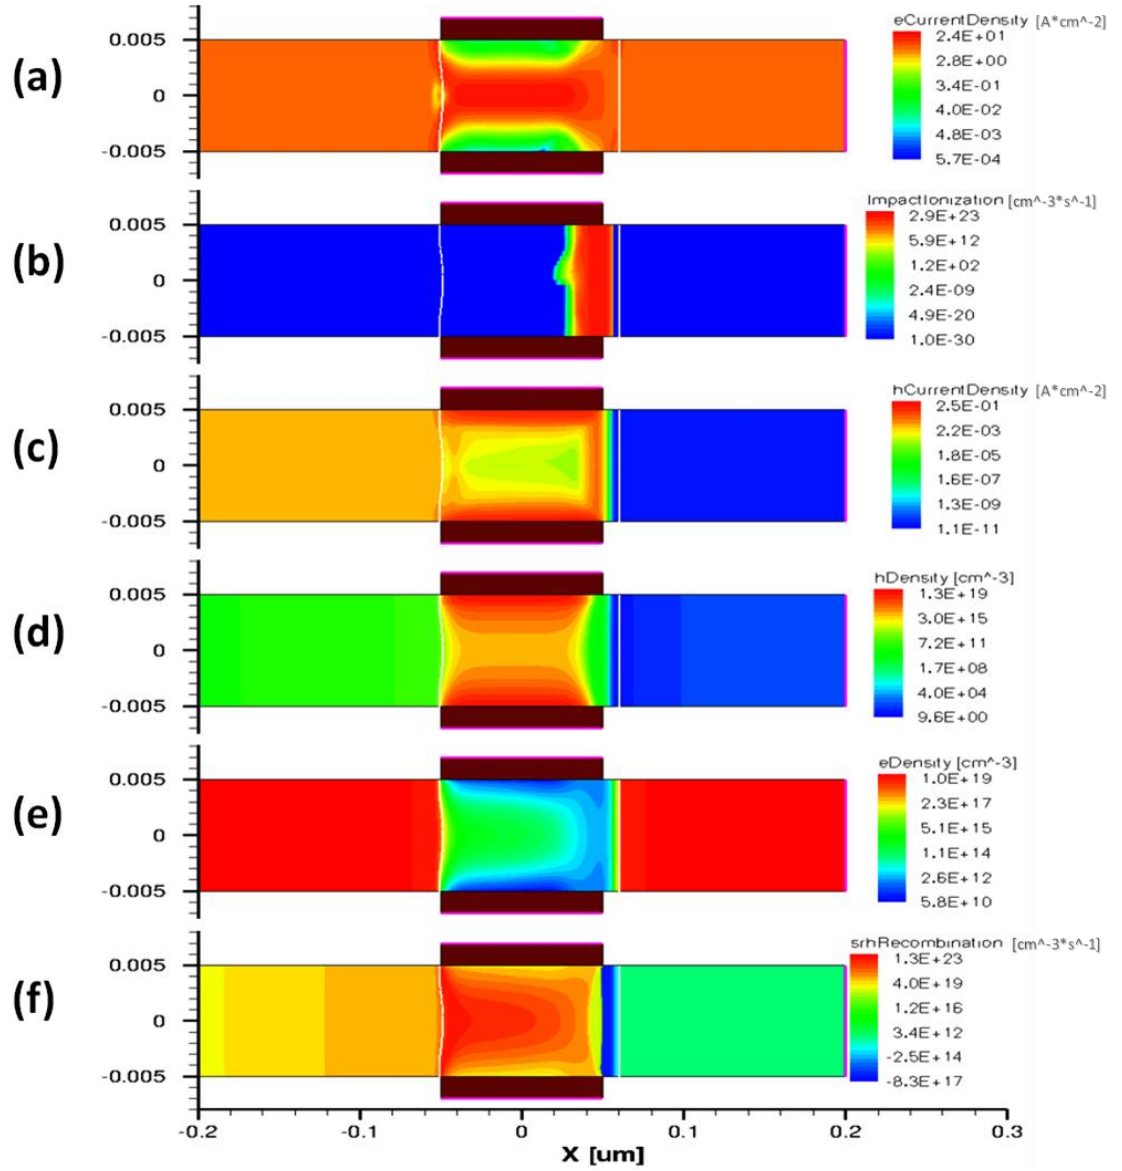 eCurrentDensity [A*cm^-2]
(a)
0.005
0
-0.005
2.4E+01
2.8E+00
3.4E-01
4.0E-02
4.8E-03
5.7E-04
ImpactIonization [cm^-3*s^-1]
(b)
0.005
0
-0.005
2.9E+23
5.9E+12
1.2E+02
2.4E-09
4.9E-20
1.0E-30
hCurrentDensity [A*cm^-2]
(c)
0.005
0
-0.005
2.5E-01
2.2E-03
1.8E-05
1.6E-07
1.3E-09
1.1E-11
hDensity [cm^-3]
(d)
0.005
0
-0.005
1.3E+19
3.0E+15
7.2E+11
1.7E+08
4.0E+04
9.6E+00
eDensity [cm^-3]
(e)
0.005
0
-0.005
1.0E+19
2.3E+17
5.1E+15
1.1E+14
2.6E+12
5.8E+10
srhRecombination [cm^-3*s^-1]
(f)
0.005
0
-0.005
1.3E+23
4.0E+19
1.2E+16
3.4E+12
-2.5E+14
-8.3E+17
-0.2 -0.1 0 0.1 0.2 0.3
X [um]